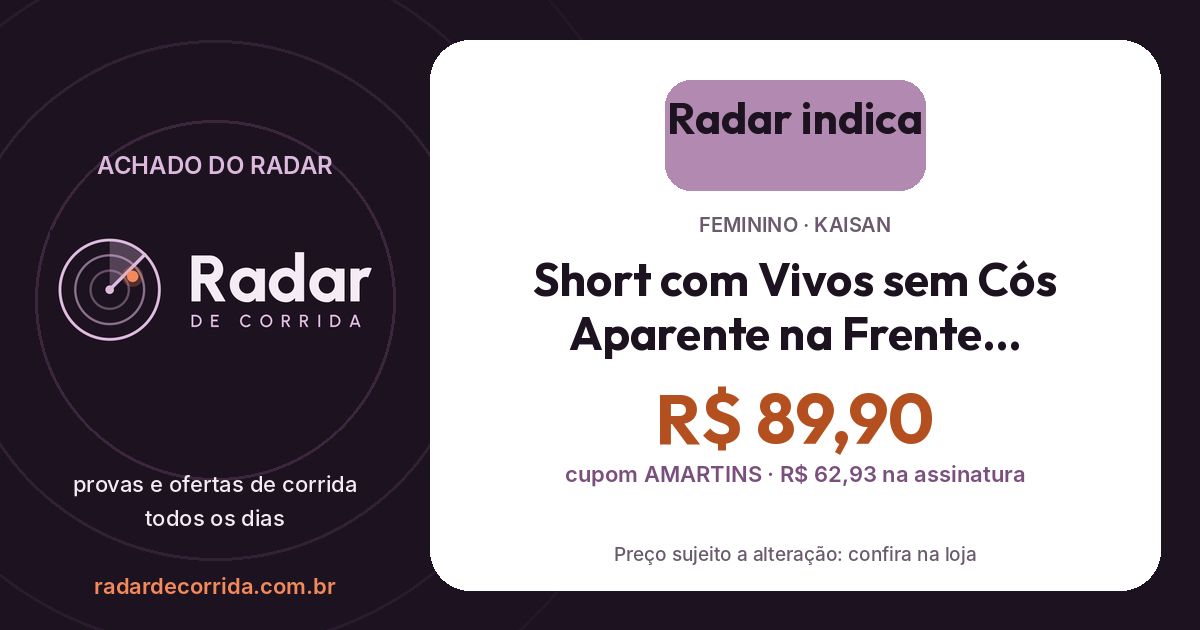 ACHADO DO RADAR
Radar
DE CORRIDA
provas e ofertas de corrida
todos os dias
radardecorrida.com.br
Radar indica
FEMININO · KAISAN
Short com Vivos sem Cós
Aparente na Frente...
R$ 89,90
cupom AMARTINS · R$ 62,93 na assinatura
Preço sujeito a alteração: confira na loja